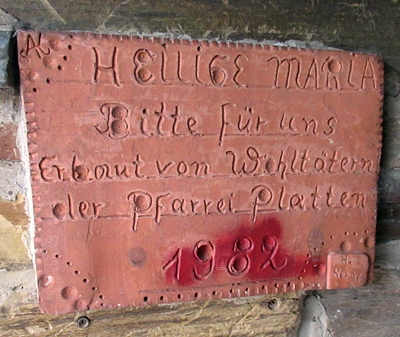 HEILIGE MARIA
Bitte für uns
Erbaut von Wohltätern
der Pfarrei Platten
1982